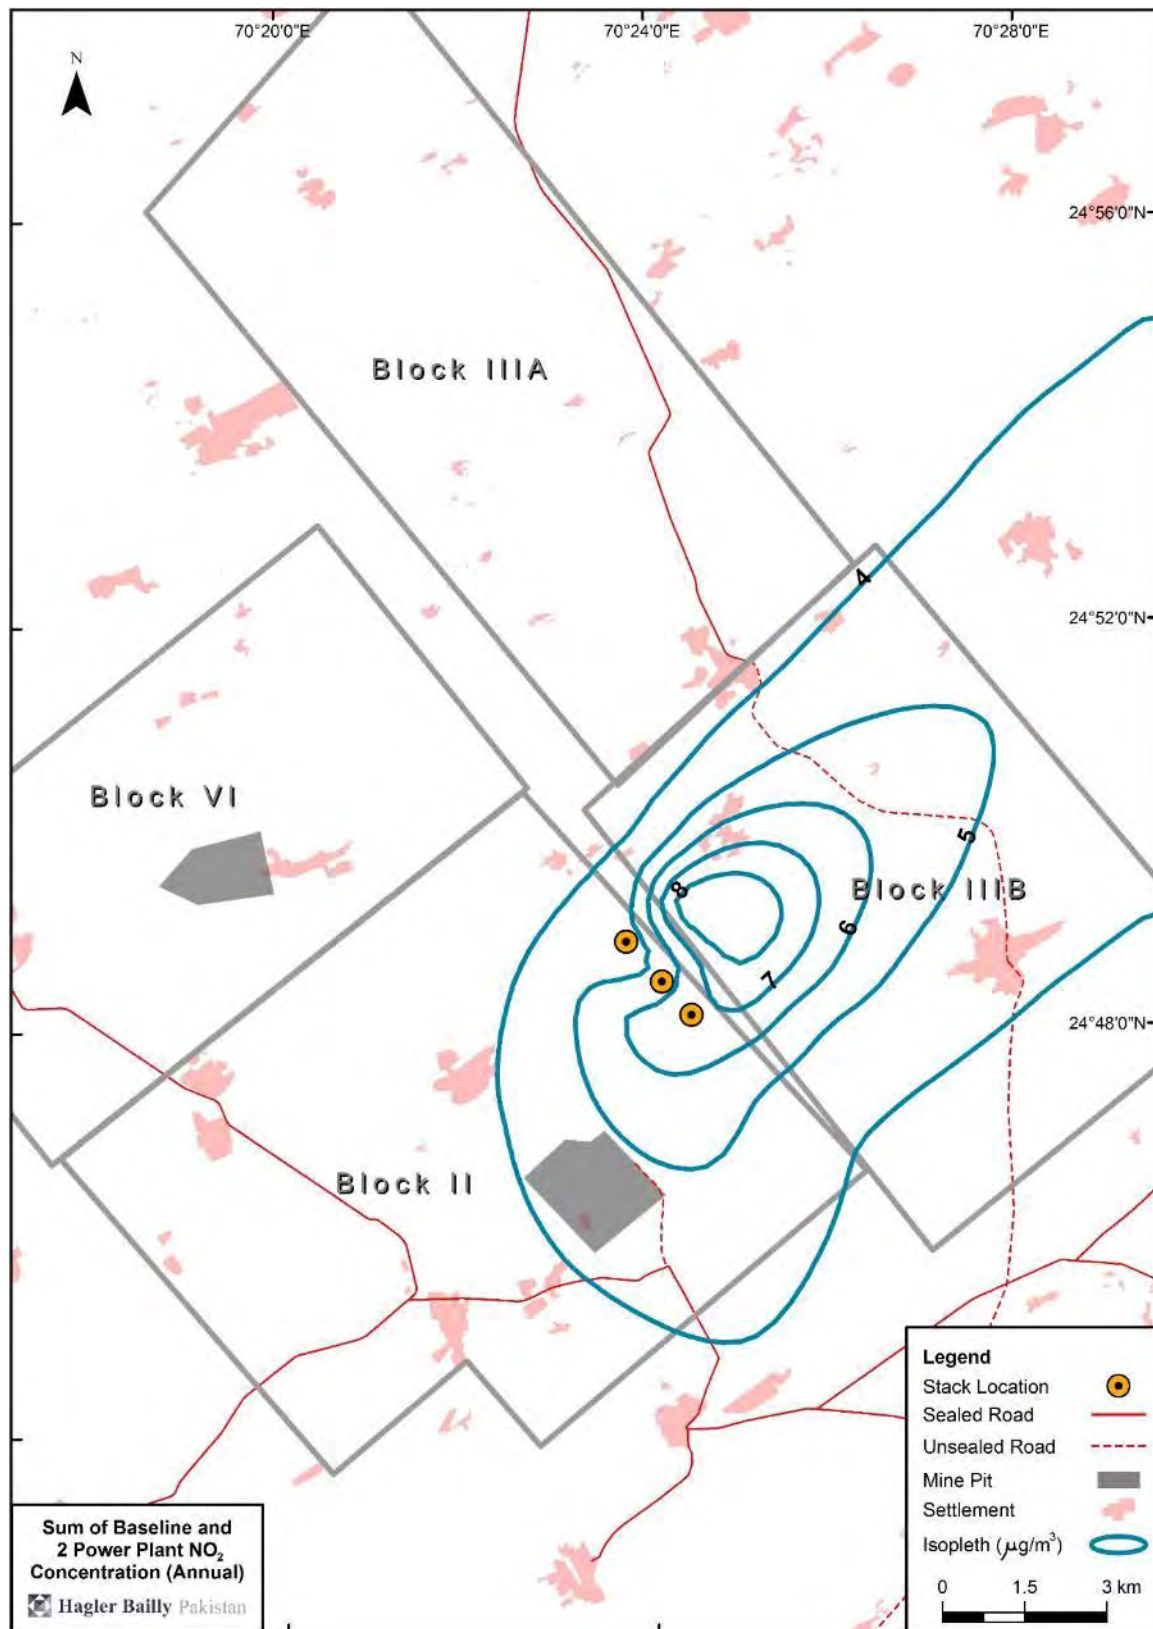 70°20'0"E
70°24'0"E
70°28'0"E
N
24°56'0"N
Block IIIA
4
24°52'0"N
Block VI
5
8
Block IIIB
6
7
24°48'0"N
Block II
Legend
Stack Location
Sealed Road
Unsealed Road
Mine Pit
Settlement
Isopleth (µg/m³)
0 1.5 3 km
Sum of Baseline and
2 Power Plant NO₂
Concentration (Annual)
Hagler Bailly Pakistan